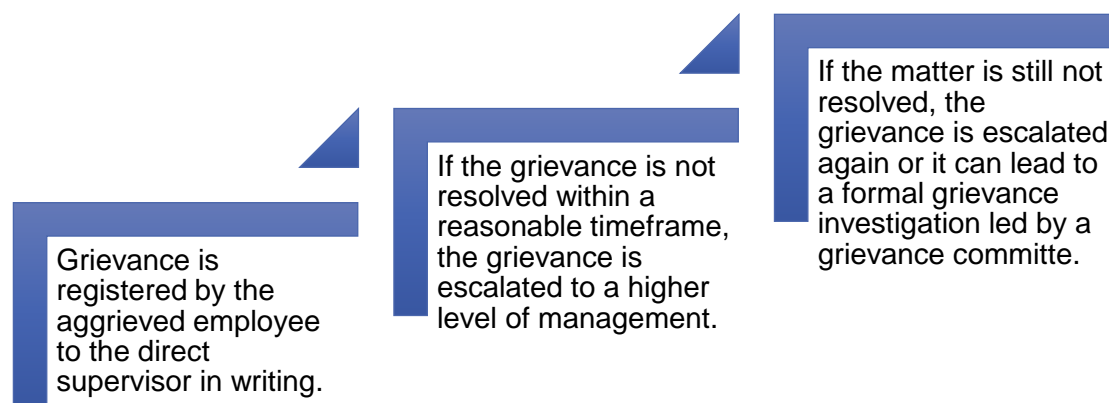 Grievance is
registered by the
aggrieved employee
to the direct
supervisor in writing.
If the grievance is not
resolved within a
reasonable timeframe,
the grievance is
escalated to a higher
level of management.
If the matter is still not
resolved, the
grievance is escalated
again or it can lead to
a formal grievance
investigation led by a
grievance committe.